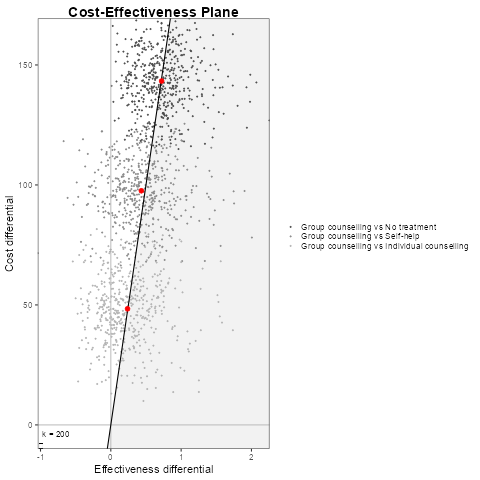 Cost-Effectiveness Plane
150
100
50
0
Cost differential
k = 200
-1
0
1
2
Effectiveness differential
Group counselling vs No treatment
Group counselling vs Self-help
Group counselling vs Individual counselling